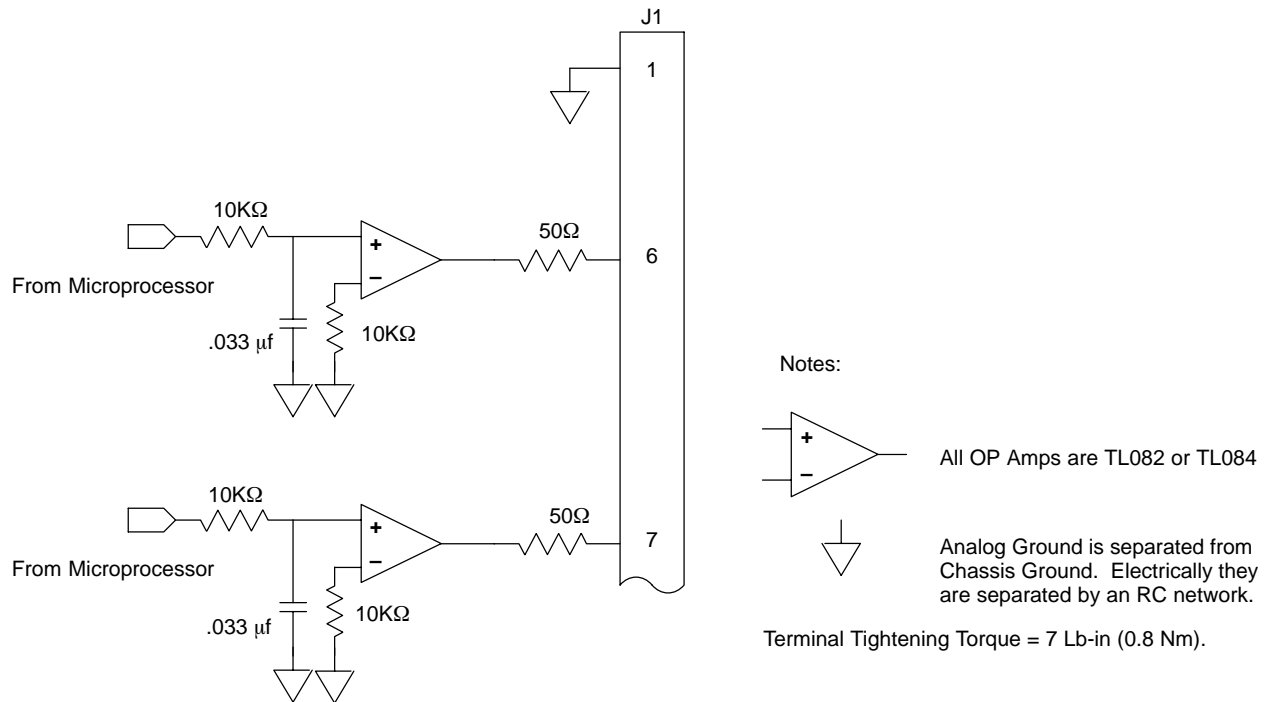 J1
1
10KΩ
50Ω
+
6
−
From Microprocessor
10KΩ
.033 μf
Notes:
+
−
All OP Amps are TL082 or TL084
10KΩ
50Ω
+
7
−
From Microprocessor
10KΩ
.033 μf
Analog Ground is separated from
Chassis Ground. Electrically they
are separated by an RC network.
Terminal Tightening Torque = 7 Lb-in (0.8 Nm).